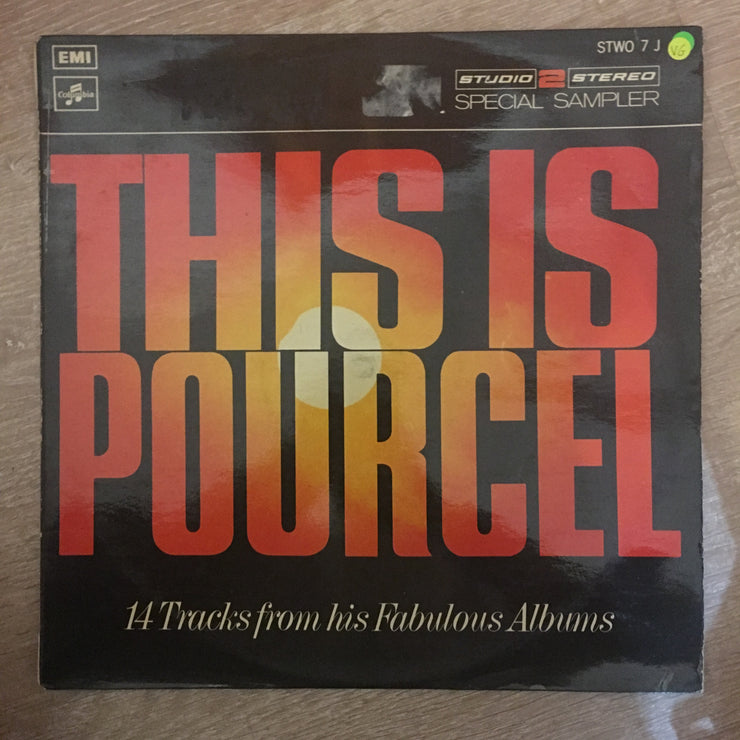 EMI
Columbia
STWO 7 J
VG
STUDIO 2 STEREO
SPECIAL SAMPLER
THIS IS
POURCEL
14 Tracks from his Fabulous Albums